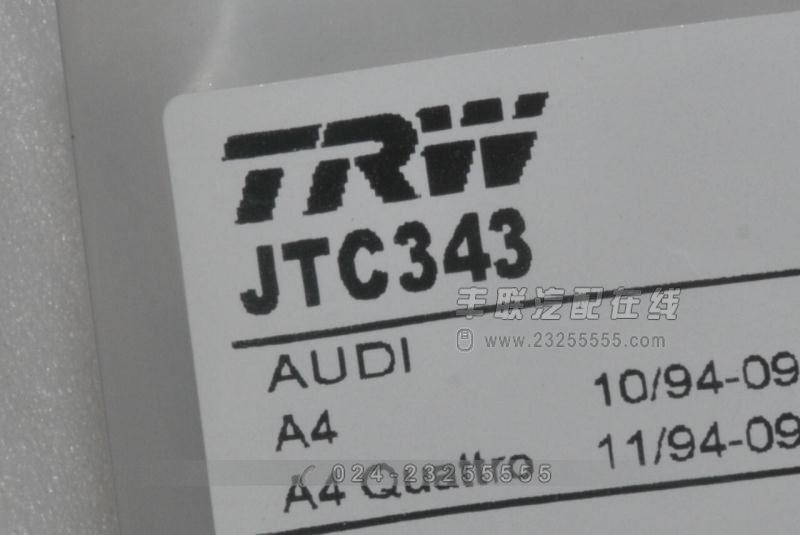 TRW
JTC343
丰联汽配在线
www.23255555.com
AUDI
A4 10/94-09
A4 Quattro 11/94-09
024-23255555